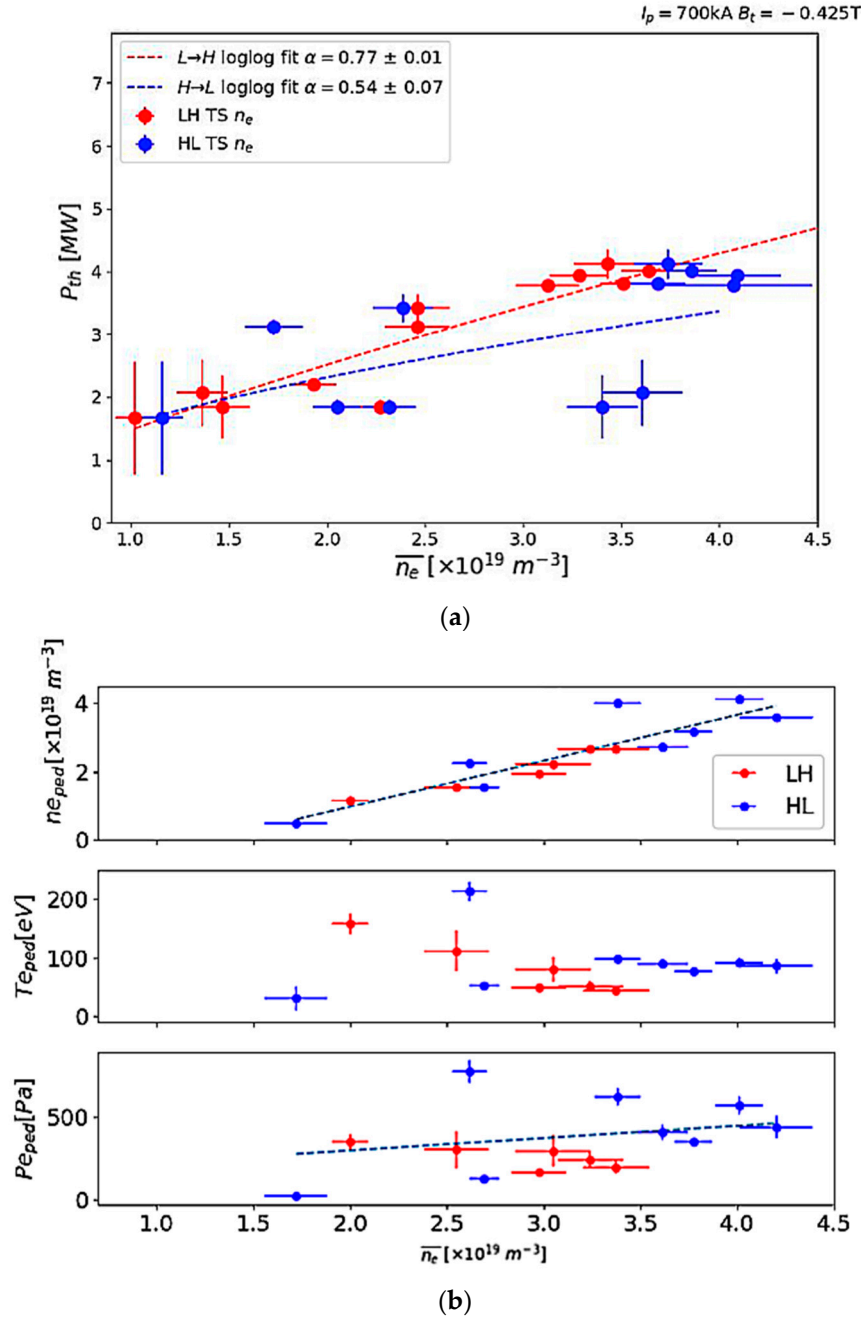 I_p = 700kA B_t = −0.425T
L→H loglog fit α = 0.77 ± 0.01
H→L loglog fit α = 0.54 ± 0.07
LH TS n_e
HL TS n_e
P_th [MW]
7
6
5
4
3
2
1
0
1.0 1.5 2.0 2.5 3.0 3.5 4.0 4.5
n̅_e̅ [×10^19 m^−3]
(a)
ne_ped[×10^19 m^−3]
4
2
0
LH
HL
Te_ped[eV]
200
100
0
Pe_ped[Pa]
500
0
1.0 1.5 2.0 2.5 3.0 3.5 4.0 4.5
n̅_e̅ [×10^19 m^−3]
(b)